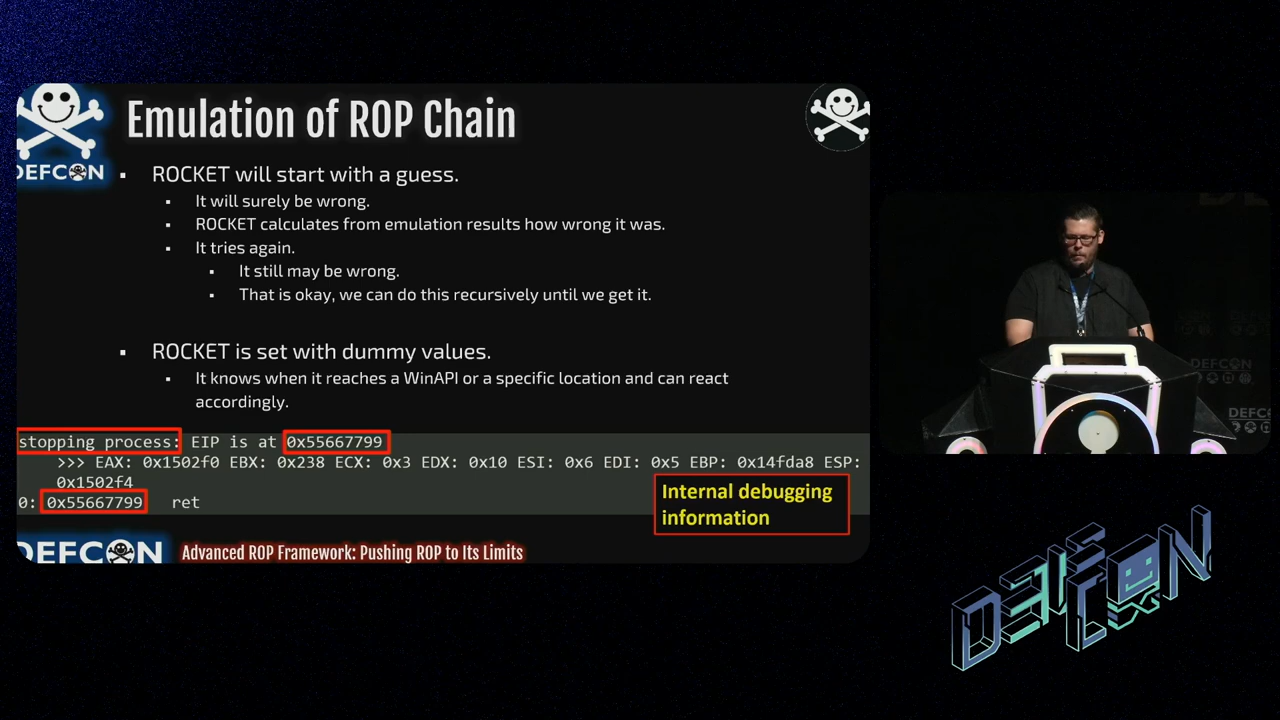 Emulation of ROP Chain
DEFCON
ROCKET will start with a guess.
It will surely be wrong.
ROCKET calculates from emulation results how wrong it was.
It tries again.
It still may be wrong.
That is okay, we can do this recursively until we get it.
ROCKET is set with dummy values.
It knows when it reaches a WinAPI or a specific location and can react
accordingly.
stopping process: EIP is at 0x55667799
>>> EAX: 0x1502f0 EBX: 0x238 ECX: 0x3 EDX: 0x10 ESI: 0x6 EDI: 0x5 EBP: 0x14fda8 ESP:
0x1502f4
0: 0x55667799 ret
Internal debugging
information
DEFCON
Advanced ROP Framework: Pushing ROP to Its Limits
DEFCON
DEFC
DEF CON